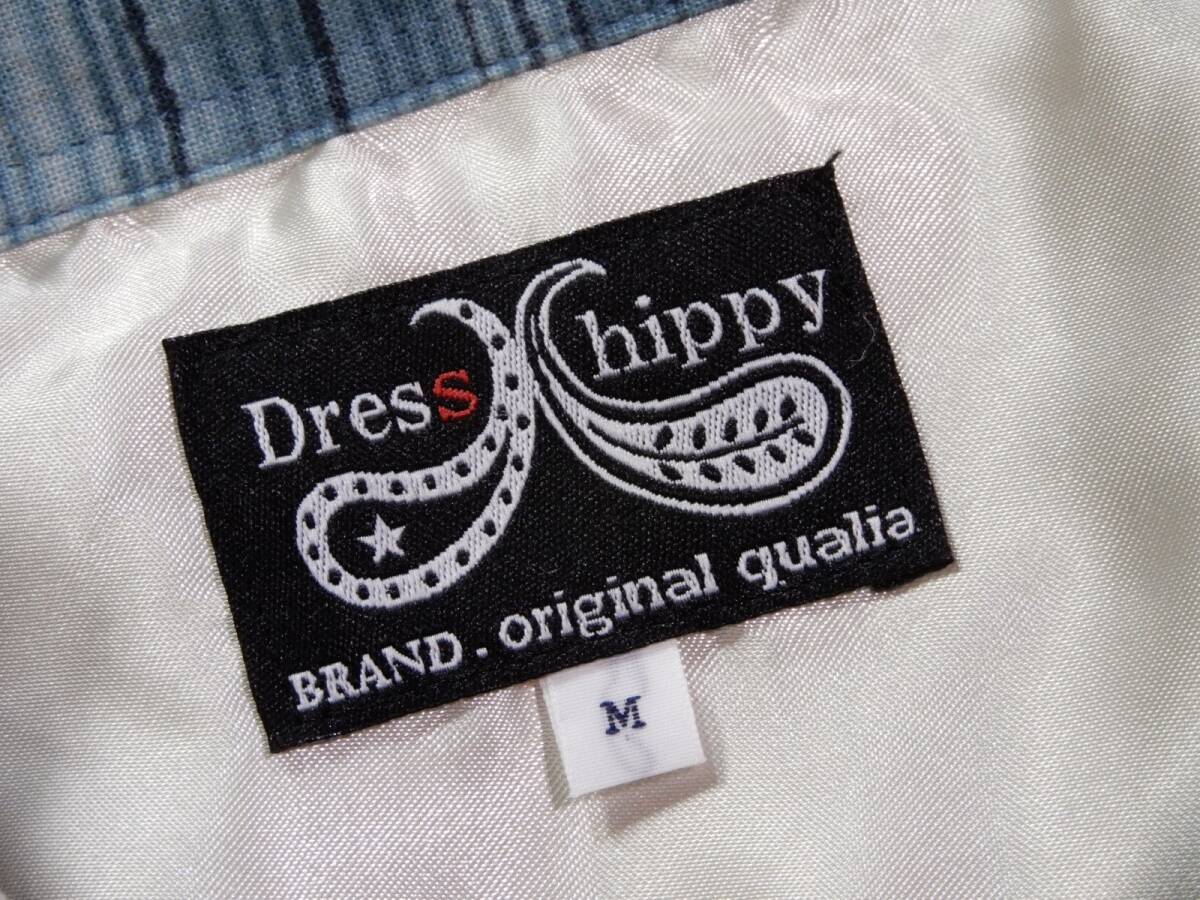 Dress hippy
BRAND. original qualia
M